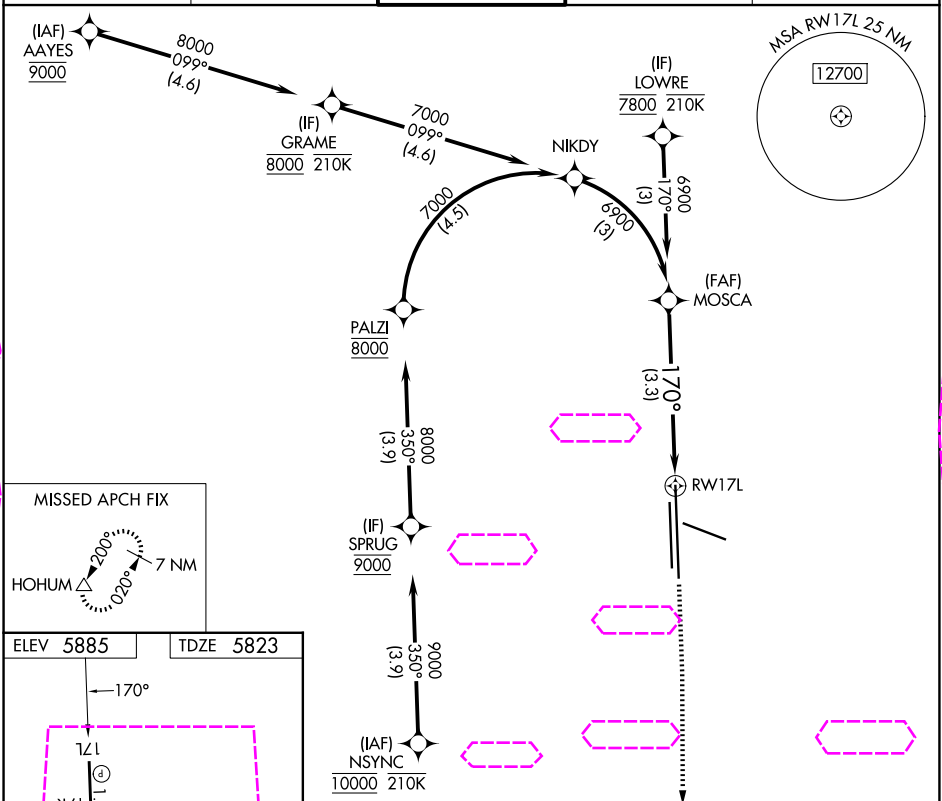 (IAF)
AAYES
9000
8000
099°
(4.6)
(IF)
GRAME
8000 210K
7000
099°
(4.6)
NIKDY
(IF)
LOWRE
7800 210K
6900
170°
(3)
MSA RW17L 25 NM
12700
7000
(4.5)
6900
(3)
(FAF)
MOSCA
PALZI
8000
170°
(3.3)
8000
350°
(3.9)
RW17L
MISSED APCH FIX
HOHUM
200°
020°
7 NM
(IF)
SPRUG
9000
9000
350°
(3.9)
(IAF)
NSYNC
10000 210K
ELEV 5885
TDZE 5823
170°
17L
P